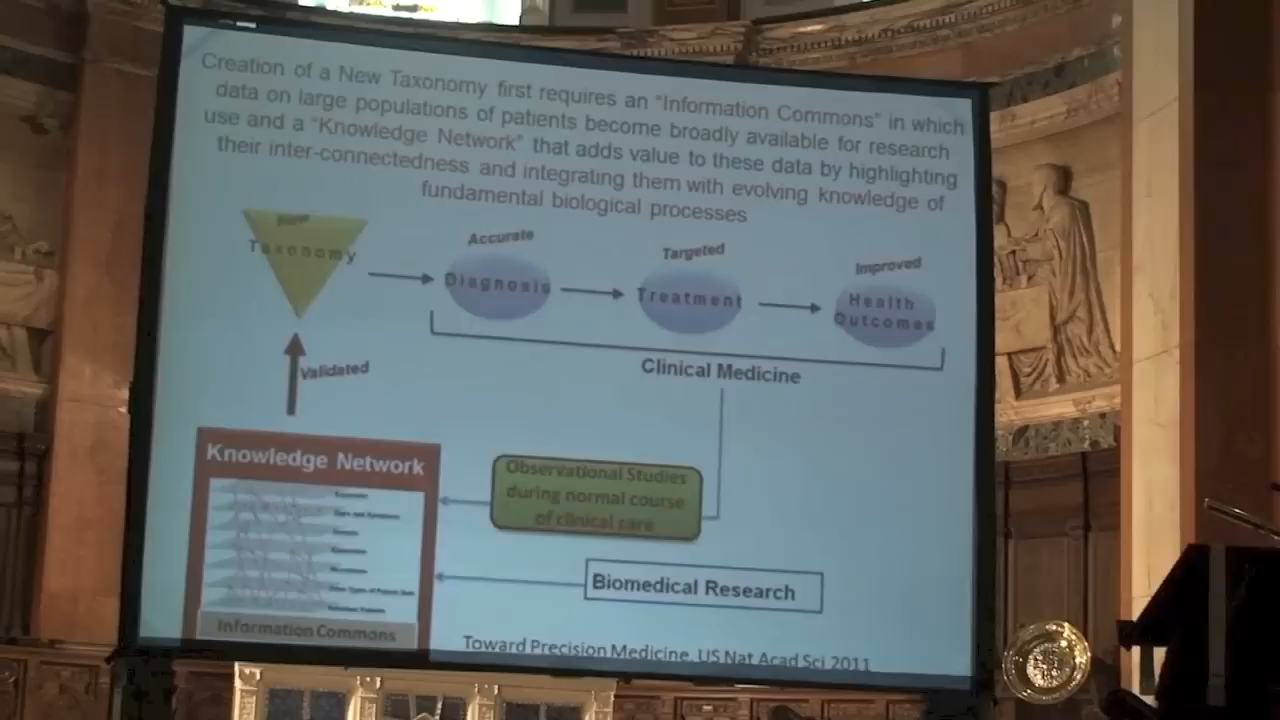 Creation of a New Taxonomy first requires an “Information Commons” in which
data on large populations of patients become broadly available for research
use and a “Knowledge Network” that adds value to these data by highlighting
their inter-connectedness and integrating them with evolving knowledge of
fundamental biological processes
Taxonomy
Accurate
Diagnosis
Targeted
Treatment
Improved
Health
Outcomes
Validated
Clinical Medicine
Knowledge Network
Observational Studies
during normal course
of clinical care
Biomedical Research
Information Commons
Toward Precision Medicine, US Nat Acad Sci 2011